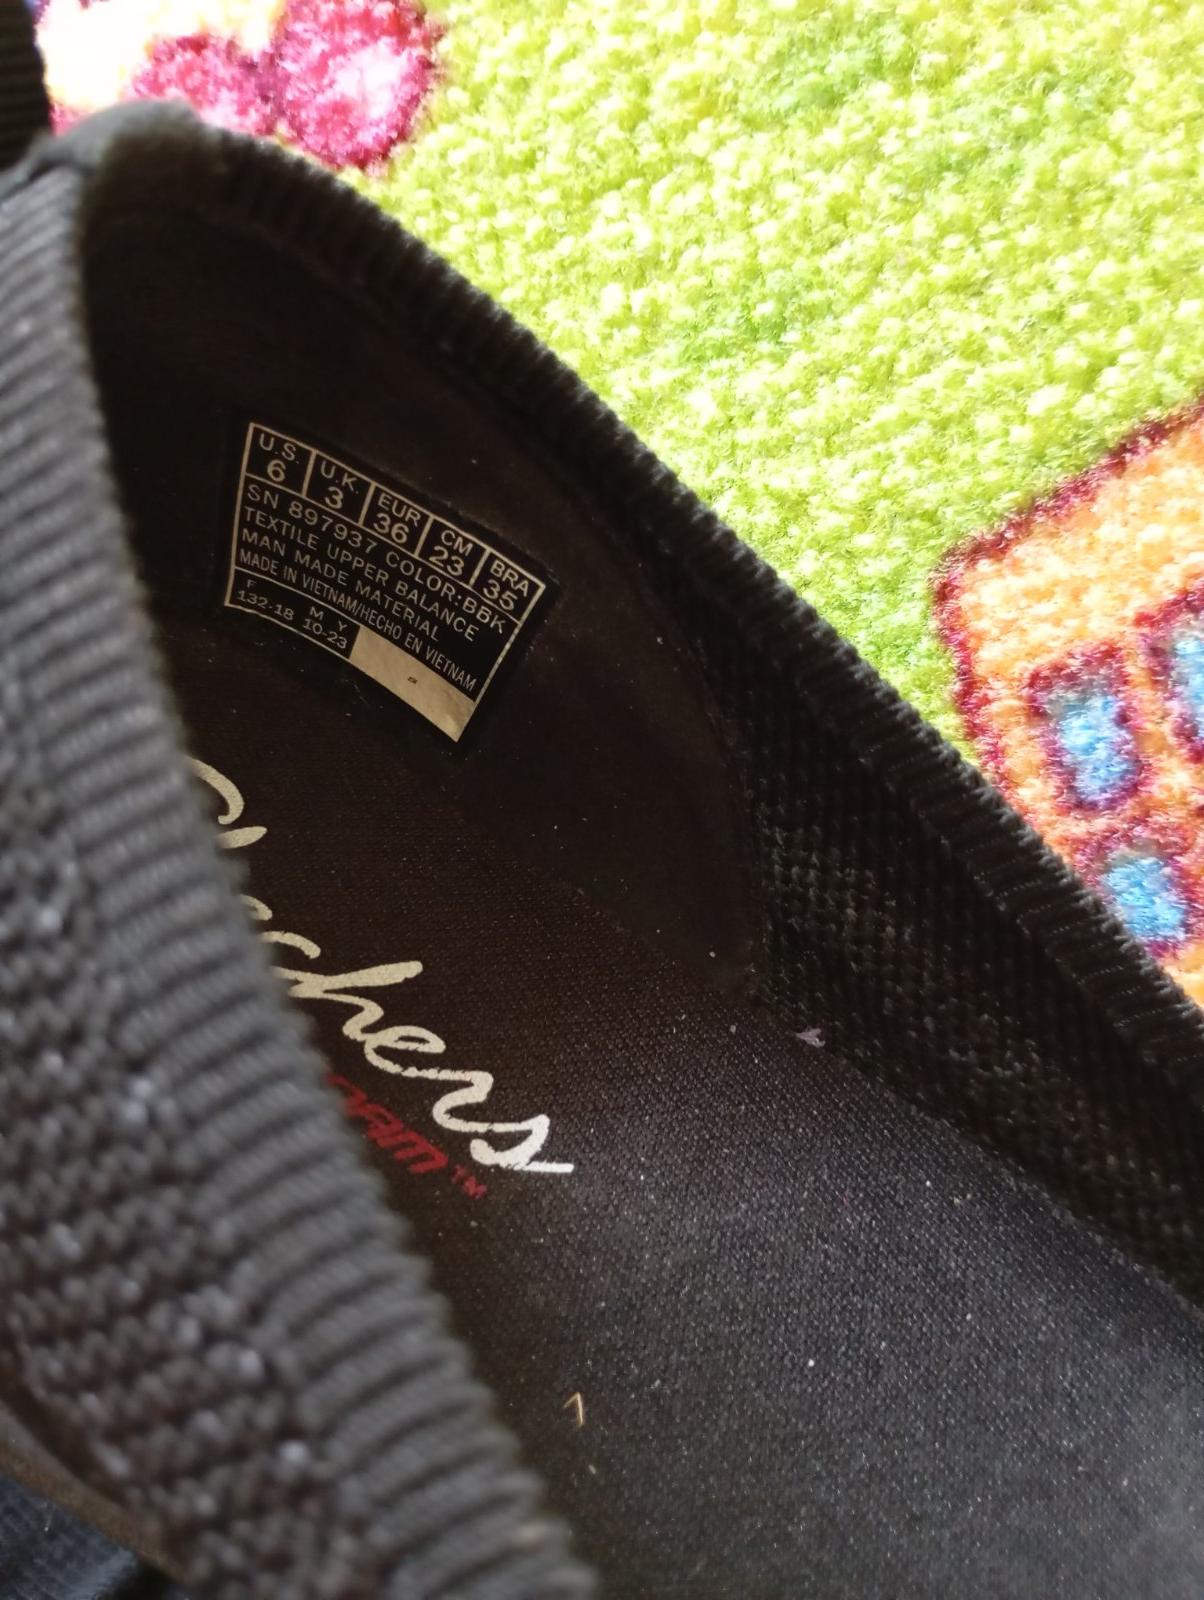 U.S. U.K. EUR CM BRA
6 3 36 23 35
SN 897937 COLOR:BBK
TEXTILE UPPER BALANCE
MAN MADE MATERIAL
MADE IN VIETNAM/HECHO EN VIETNAM
F M Y
132-18 10-23
Skechers